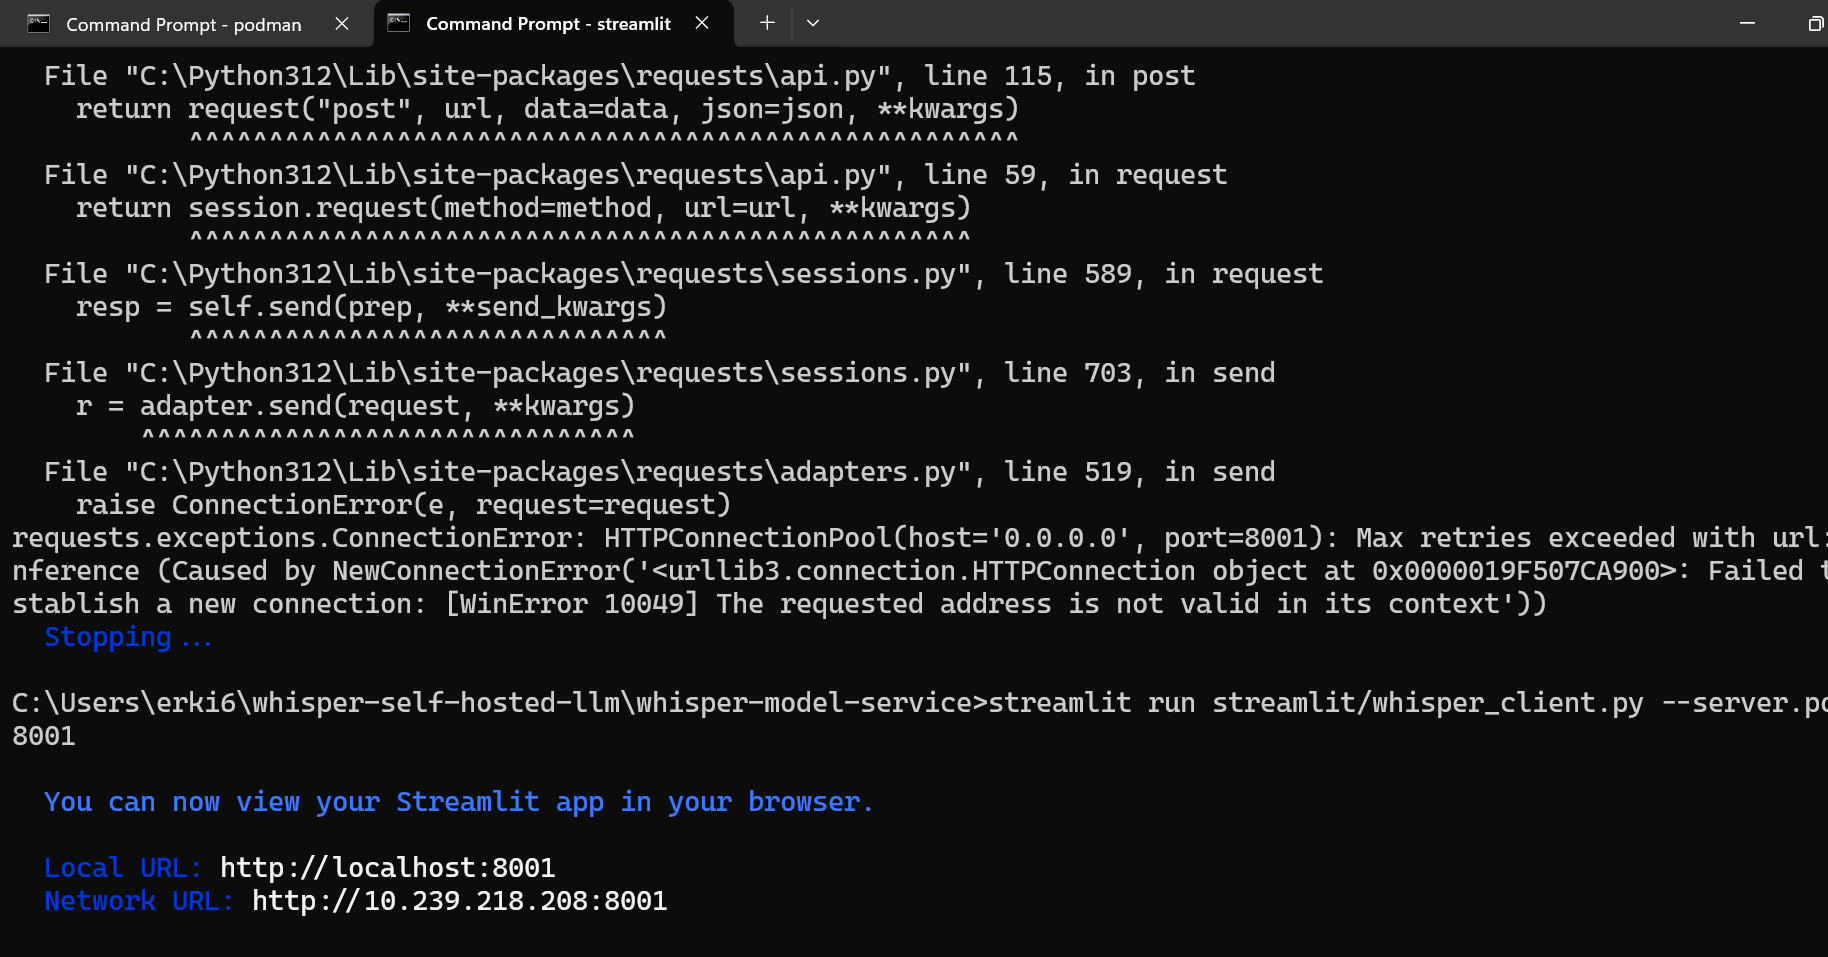 Command Prompt - podman
Command Prompt - streamlit
File "C:\Python312\Lib\site-packages\requests\api.py", line 115, in post
return request("post", url, data=data, json=json, **kwargs)
^^^^^^^^^^^^^^^^^^^^^^^^^^^^^^^^^^^^^^^^^^^^^^^^^^^^
File "C:\Python312\Lib\site-packages\requests\api.py", line 59, in request
return session.request(method=method, url=url, **kwargs)
^^^^^^^^^^^^^^^^^^^^^^^^^^^^^^^^^^^^^^^^^^^^^^^^^
File "C:\Python312\Lib\site-packages\requests\sessions.py", line 589, in request
resp = self.send(prep, **send_kwargs)
^^^^^^^^^^^^^^^^^^^^^^^^^^^^^^
File "C:\Python312\Lib\site-packages\requests\sessions.py", line 703, in send
r = adapter.send(request, **kwargs)
^^^^^^^^^^^^^^^^^^^^^^^^^^^^^^^
File "C:\Python312\Lib\site-packages\requests\adapters.py", line 519, in send
raise ConnectionError(e, request=request)
requests.exceptions.ConnectionError: HTTPConnectionPool(host='0.0.0.0', port=8001): Max retries exceeded with url:
nference (Caused by NewConnectionError('<urllib3.connection.HTTPConnection object at 0x0000019F507CA900>: Failed t
stablish a new connection: [WinError 10049] The requested address is not valid in its context'))
Stopping...
C:\Users\erki6\whisper-self-hosted-llm\whisper-model-service>streamlit run streamlit/whisper_client.py --server.po
8001
You can now view your Streamlit app in your browser.
Local URL: http://localhost:8001
Network URL: http://10.239.218.208:8001